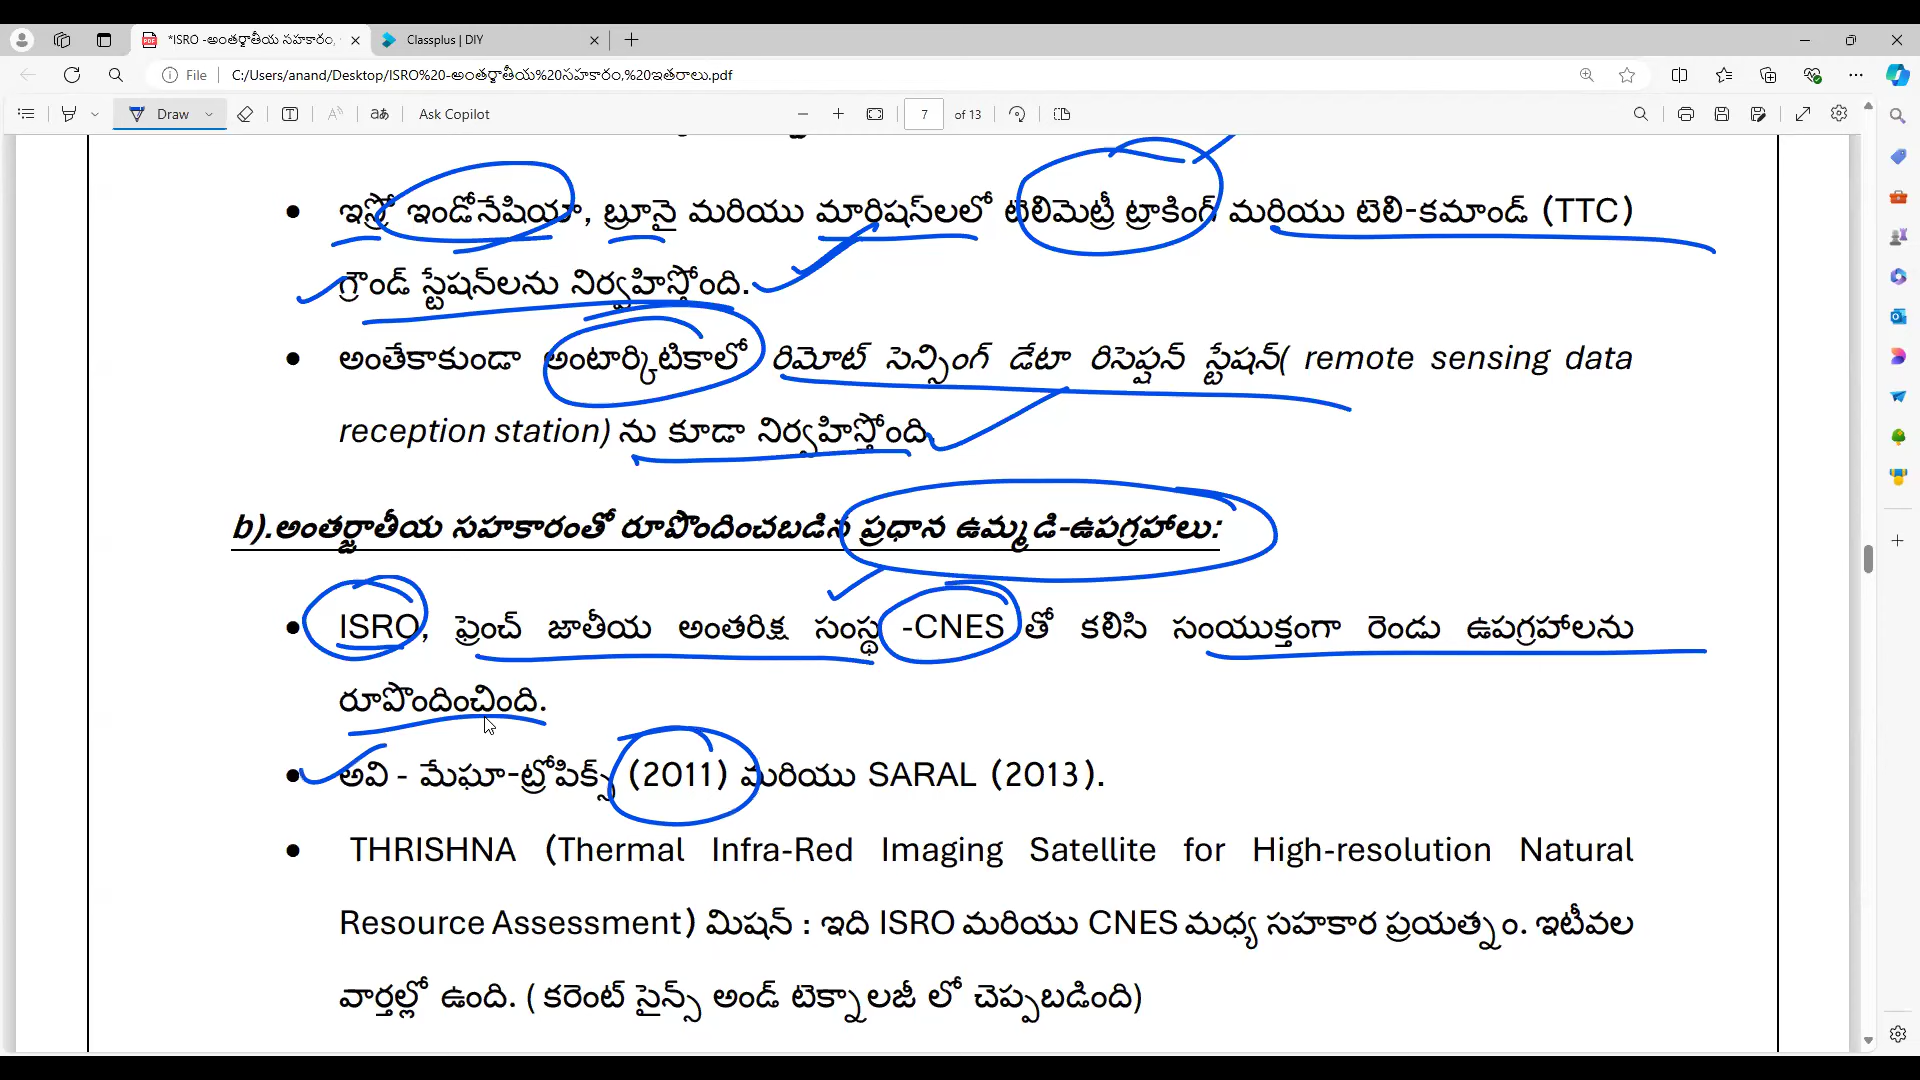 *ISRO -అంతర్జాతీయ సహకారం,
Classplus | DIY
File
C:/Users/anand/Desktop/ISRO%20-అంతర్జాతీయ%20సహకారం,%20ఇతరాలు.pdf
Draw
Ask Copilot
7 of 13
ఇస్రో ఇండోనేషియా, బ్రూనై మరియు మారిషస్‌లలో టెలిమెట్రీ ట్రాకింగ్ మరియు టెలి-కమాండ్ (TTC)
గ్రౌండ్ స్టేషన్‌లను నిర్వహిస్తోంది.
అంతేకాకుండా అంటార్కిటికాలో రిమోట్ సెన్సింగ్ డేటా రిసెప్షన్ స్టేషన్( remote sensing data
reception station) ను కూడా నిర్వహిస్తోంది.
b).అంతర్జాతీయ సహకారంతో రూపొందించబడిన ప్రధాన ఉమ్మడి-ఉపగ్రహాలు:
ISRO, ఫ్రెంచ్ జాతీయ అంతరిక్ష సంస్థ -CNES తో కలిసి సంయుక్తంగా రెండు ఉపగ్రహాలను
రూపొందించింది.
అవి - మేఘా-ట్రోపిక్స్ (2011) మరియు SARAL (2013).
THRISHNA (Thermal Infra-Red Imaging Satellite for High-resolution Natural
Resource Assessment) మిషన్ : ఇది ISRO మరియు CNES మధ్య సహకార ప్రయత్నం. ఇటీవల
వార్తల్లో ఉంది. ( కరెంట్ సైన్స్ అండ్ టెక్నాలజీ లో చెప్పబడింది)